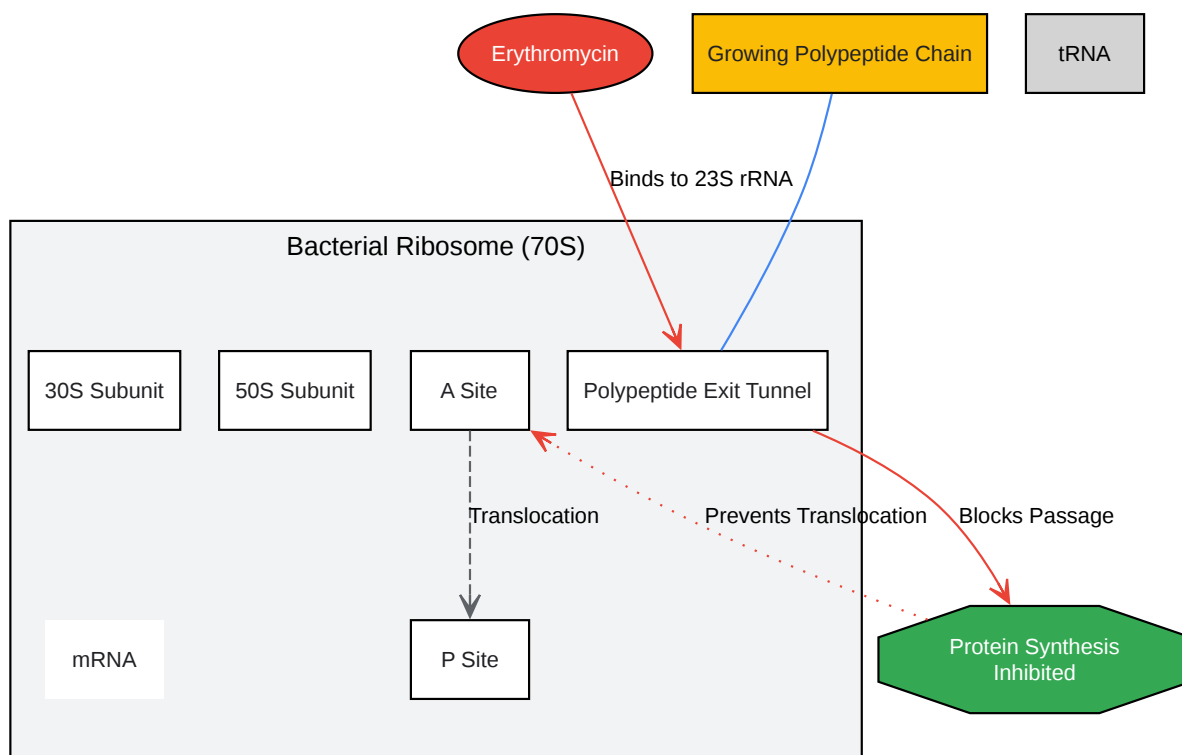 Erythromycin
Growing Polypeptide Chain
tRNA
Binds to 23S rRNA
Bacterial Ribosome (70S)
30S Subunit
50S Subunit
A Site
Polypeptide Exit Tunnel
Translocation
Prevents Translocation
Blocks Passage
mRNA
P Site
Protein Synthesis
Inhibited